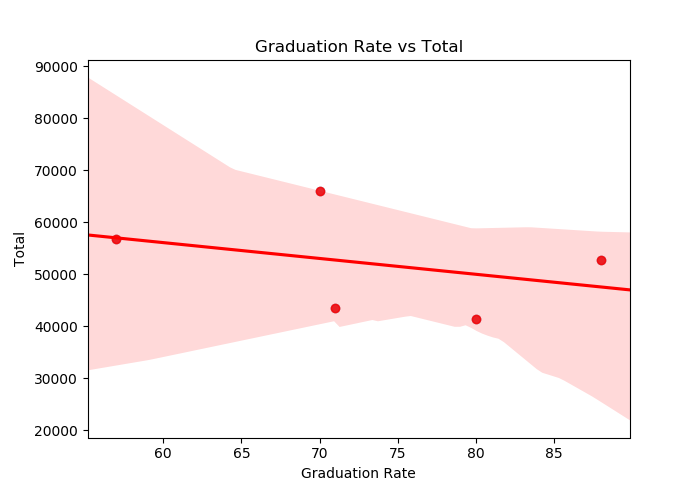 Graduation Rate vs Total
90000
80000
70000
60000
50000
40000
30000
20000
Total
60 65 70 75 80 85
Graduation Rate